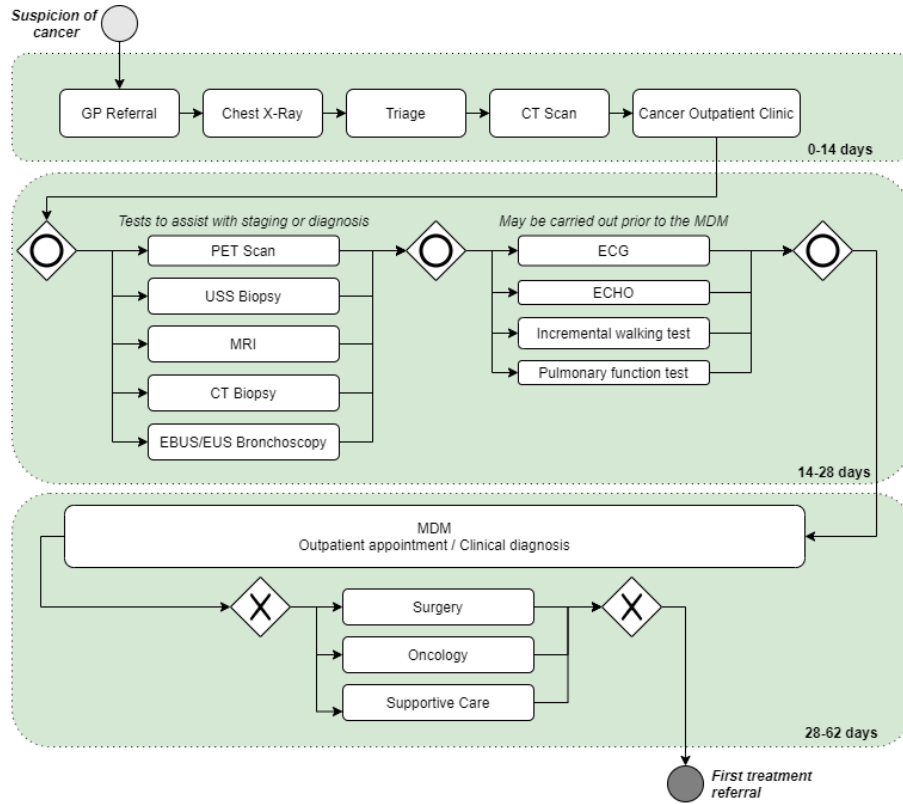 Suspicion of
cancer
GP Referral
Chest X-Ray
Triage
CT Scan
Cancer Outpatient Clinic
0-14 days
Tests to assist with staging or diagnosis
May be carried out prior to the MDM
PET Scan
USS Biopsy
MRI
CT Biopsy
EBUS/EUS Bronchoscopy
ECG
ECHO
Incremental walking test
Pulmonary function test
14-28 days
MDM
Outpatient appointment / Clinical diagnosis
Surgery
Oncology
Supportive Care
28-62 days
First treatment
referral